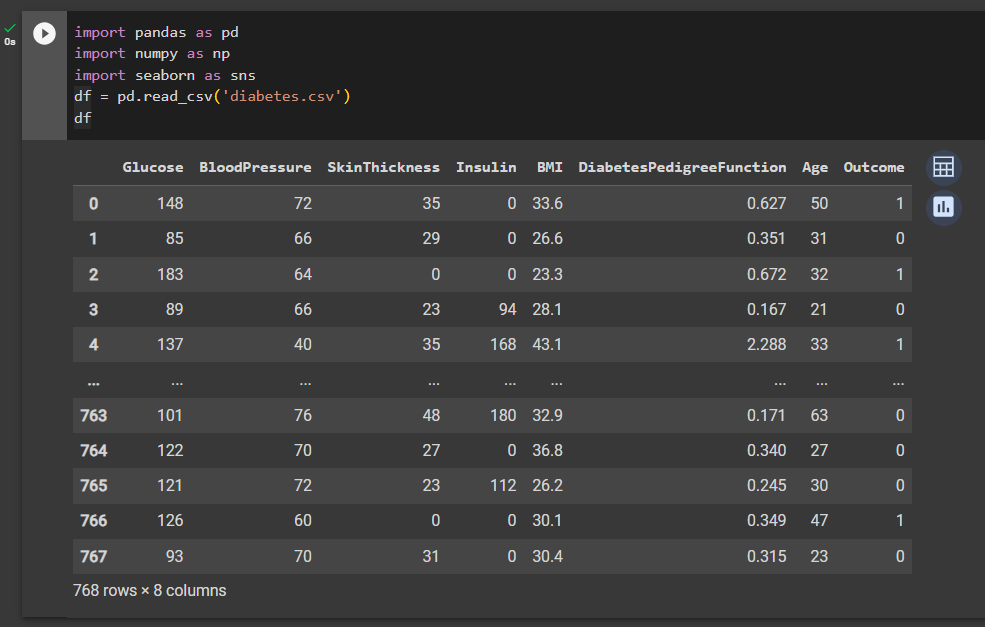 import pandas as pd
0s import numpy as np
import seaborn as sns
df = pd.read_csv('diabetes.csv')
df
Glucose BloodPressure SkinThickness Insulin BMI DiabetesPedigreeFunction Age Outcome
0 148 72 35 0 33.6 0.627 50 1
1 85 66 29 0 26.6 0.351 31 0
2 183 64 0 0 23.3 0.672 32 1
3 89 66 23 94 28.1 0.167 21 0
4 137 40 35 168 43.1 2.288 33 1
... ... ... ... ... ... ... ... ...
763 101 76 48 180 32.9 0.171 63 0
764 122 70 27 0 36.8 0.340 27 0
765 121 72 23 112 26.2 0.245 30 0
766 126 60 0 0 30.1 0.349 47 1
767 93 70 31 0 30.4 0.315 23 0
768 rows × 8 columns